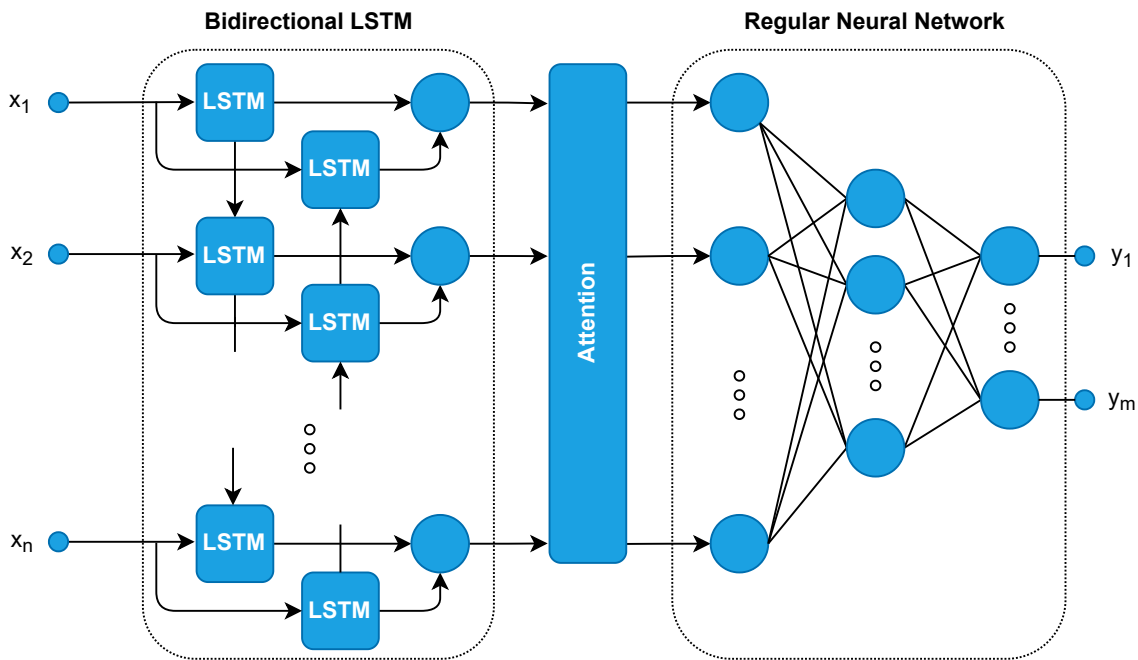 Bidirectional LSTM
Regular Neural Network
x1
LSTM
LSTM
x2
LSTM
LSTM
Attention
y1
ym
xn
LSTM
LSTM